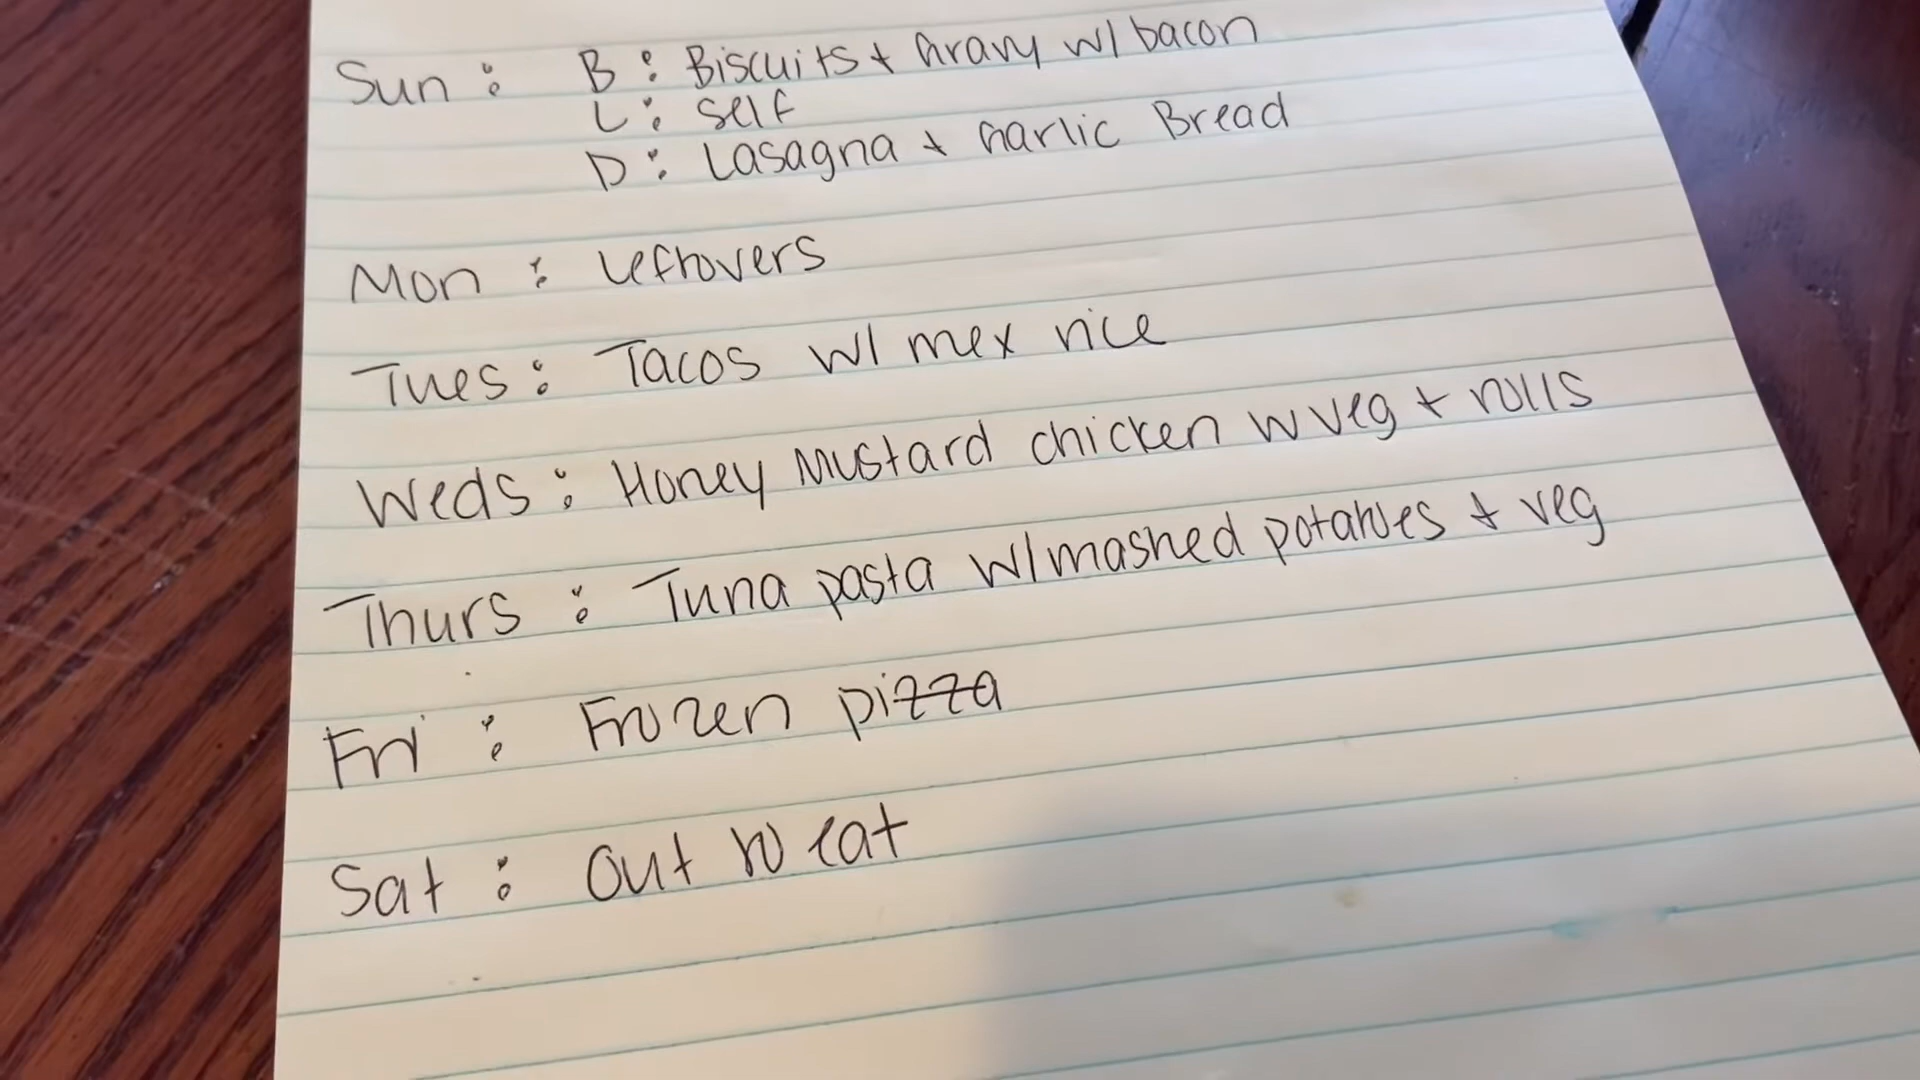 Sun : B : Biscuits + Gravy w/ bacon
L : self
D : Lasagna + Garlic Bread
Mon : Leftovers
Tues : Tacos w/ mex rice
Weds : Honey Mustard chicken w veg + rolls
Thurs : Tuna pasta w/ mashed potatoes + veg
Fri : Frozen pizza
Sat : Out to eat